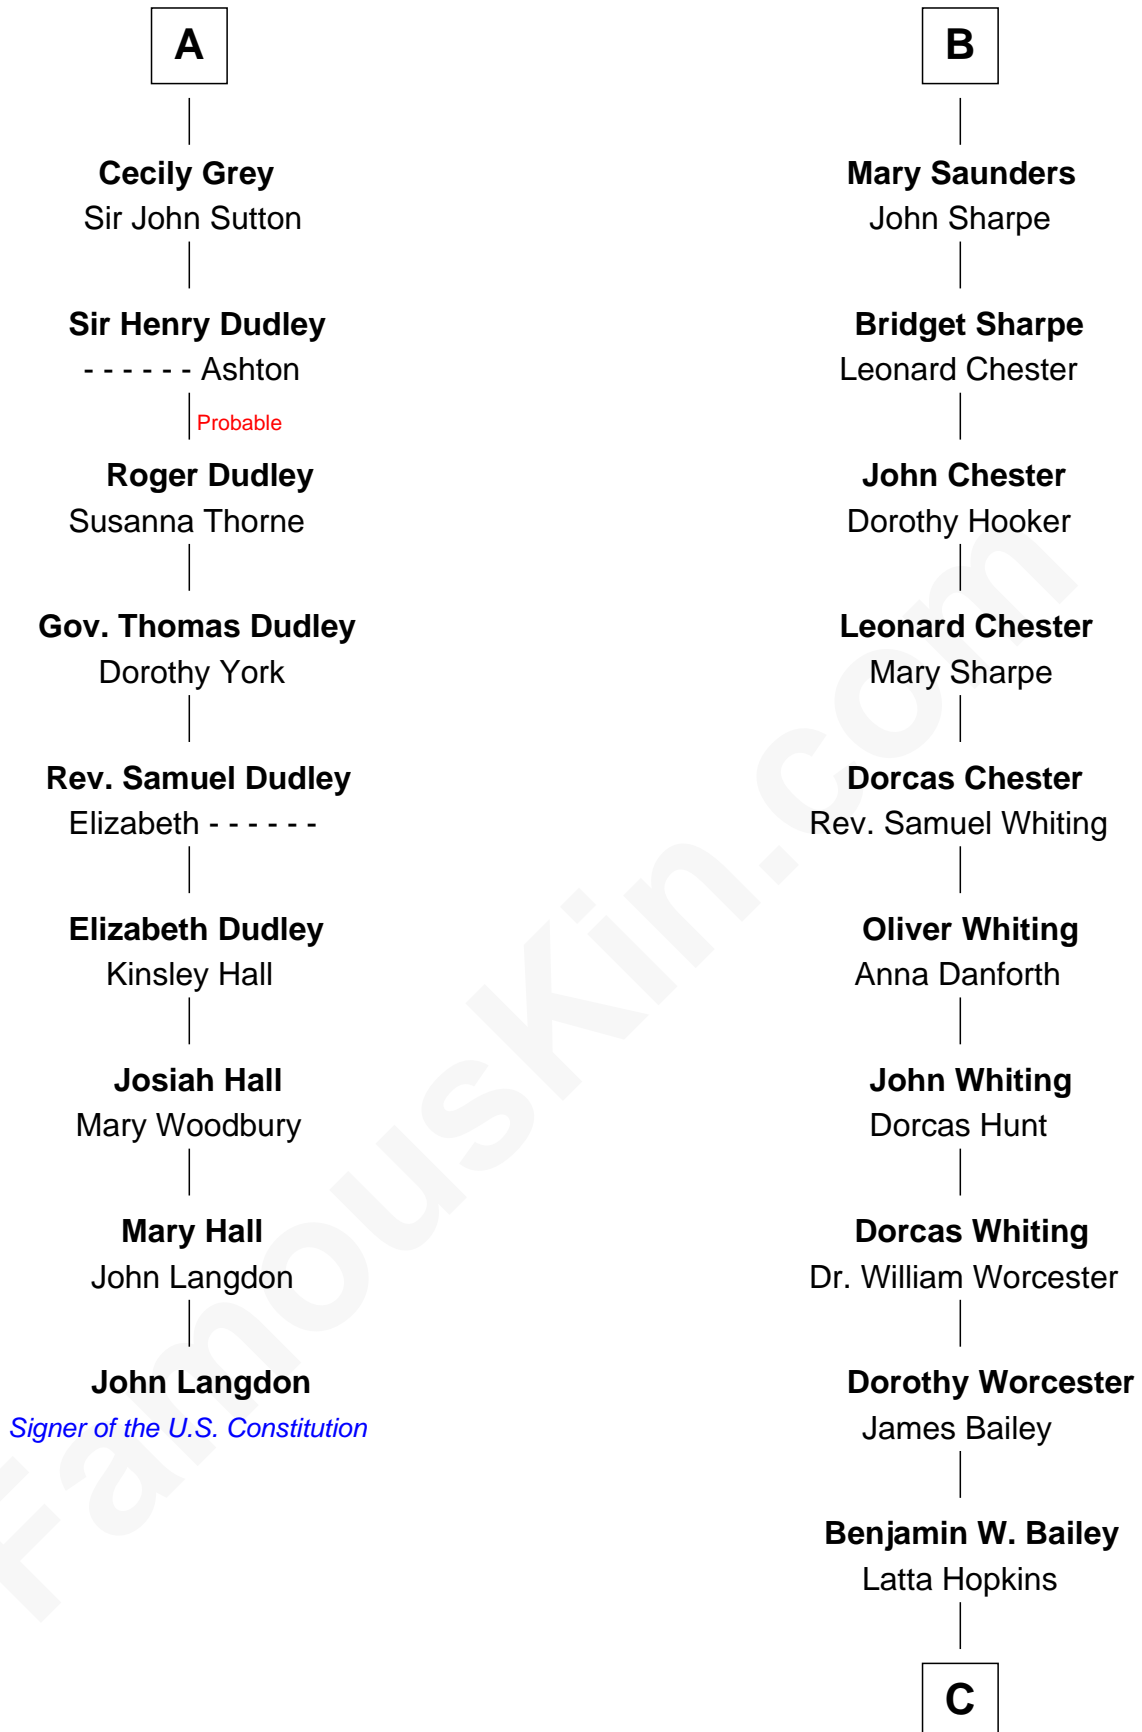 A
Cecily Grey
Sir John Sutton
Sir Henry Dudley
- - - - - - Ashton
Probable
Roger Dudley
Susanna Thorne
Gov. Thomas Dudley
Dorothy York
Rev. Samuel Dudley
Elizabeth - - - - - -
Elizabeth Dudley
Kinsley Hall
Josiah Hall
Mary Woodbury
Mary Hall
John Langdon
John Langdon
Signer of the U.S. Constitution
B
Mary Saunders
John Sharpe
Bridget Sharpe
Leonard Chester
John Chester
Dorothy Hooker
Leonard Chester
Mary Sharpe
Dorcas Chester
Rev. Samuel Whiting
Oliver Whiting
Anna Danforth
John Whiting
Dorcas Hunt
Dorcas Whiting
Dr. William Worcester
Dorothy Worcester
James Bailey
Benjamin W. Bailey
Latta Hopkins
C
FamousKin.com